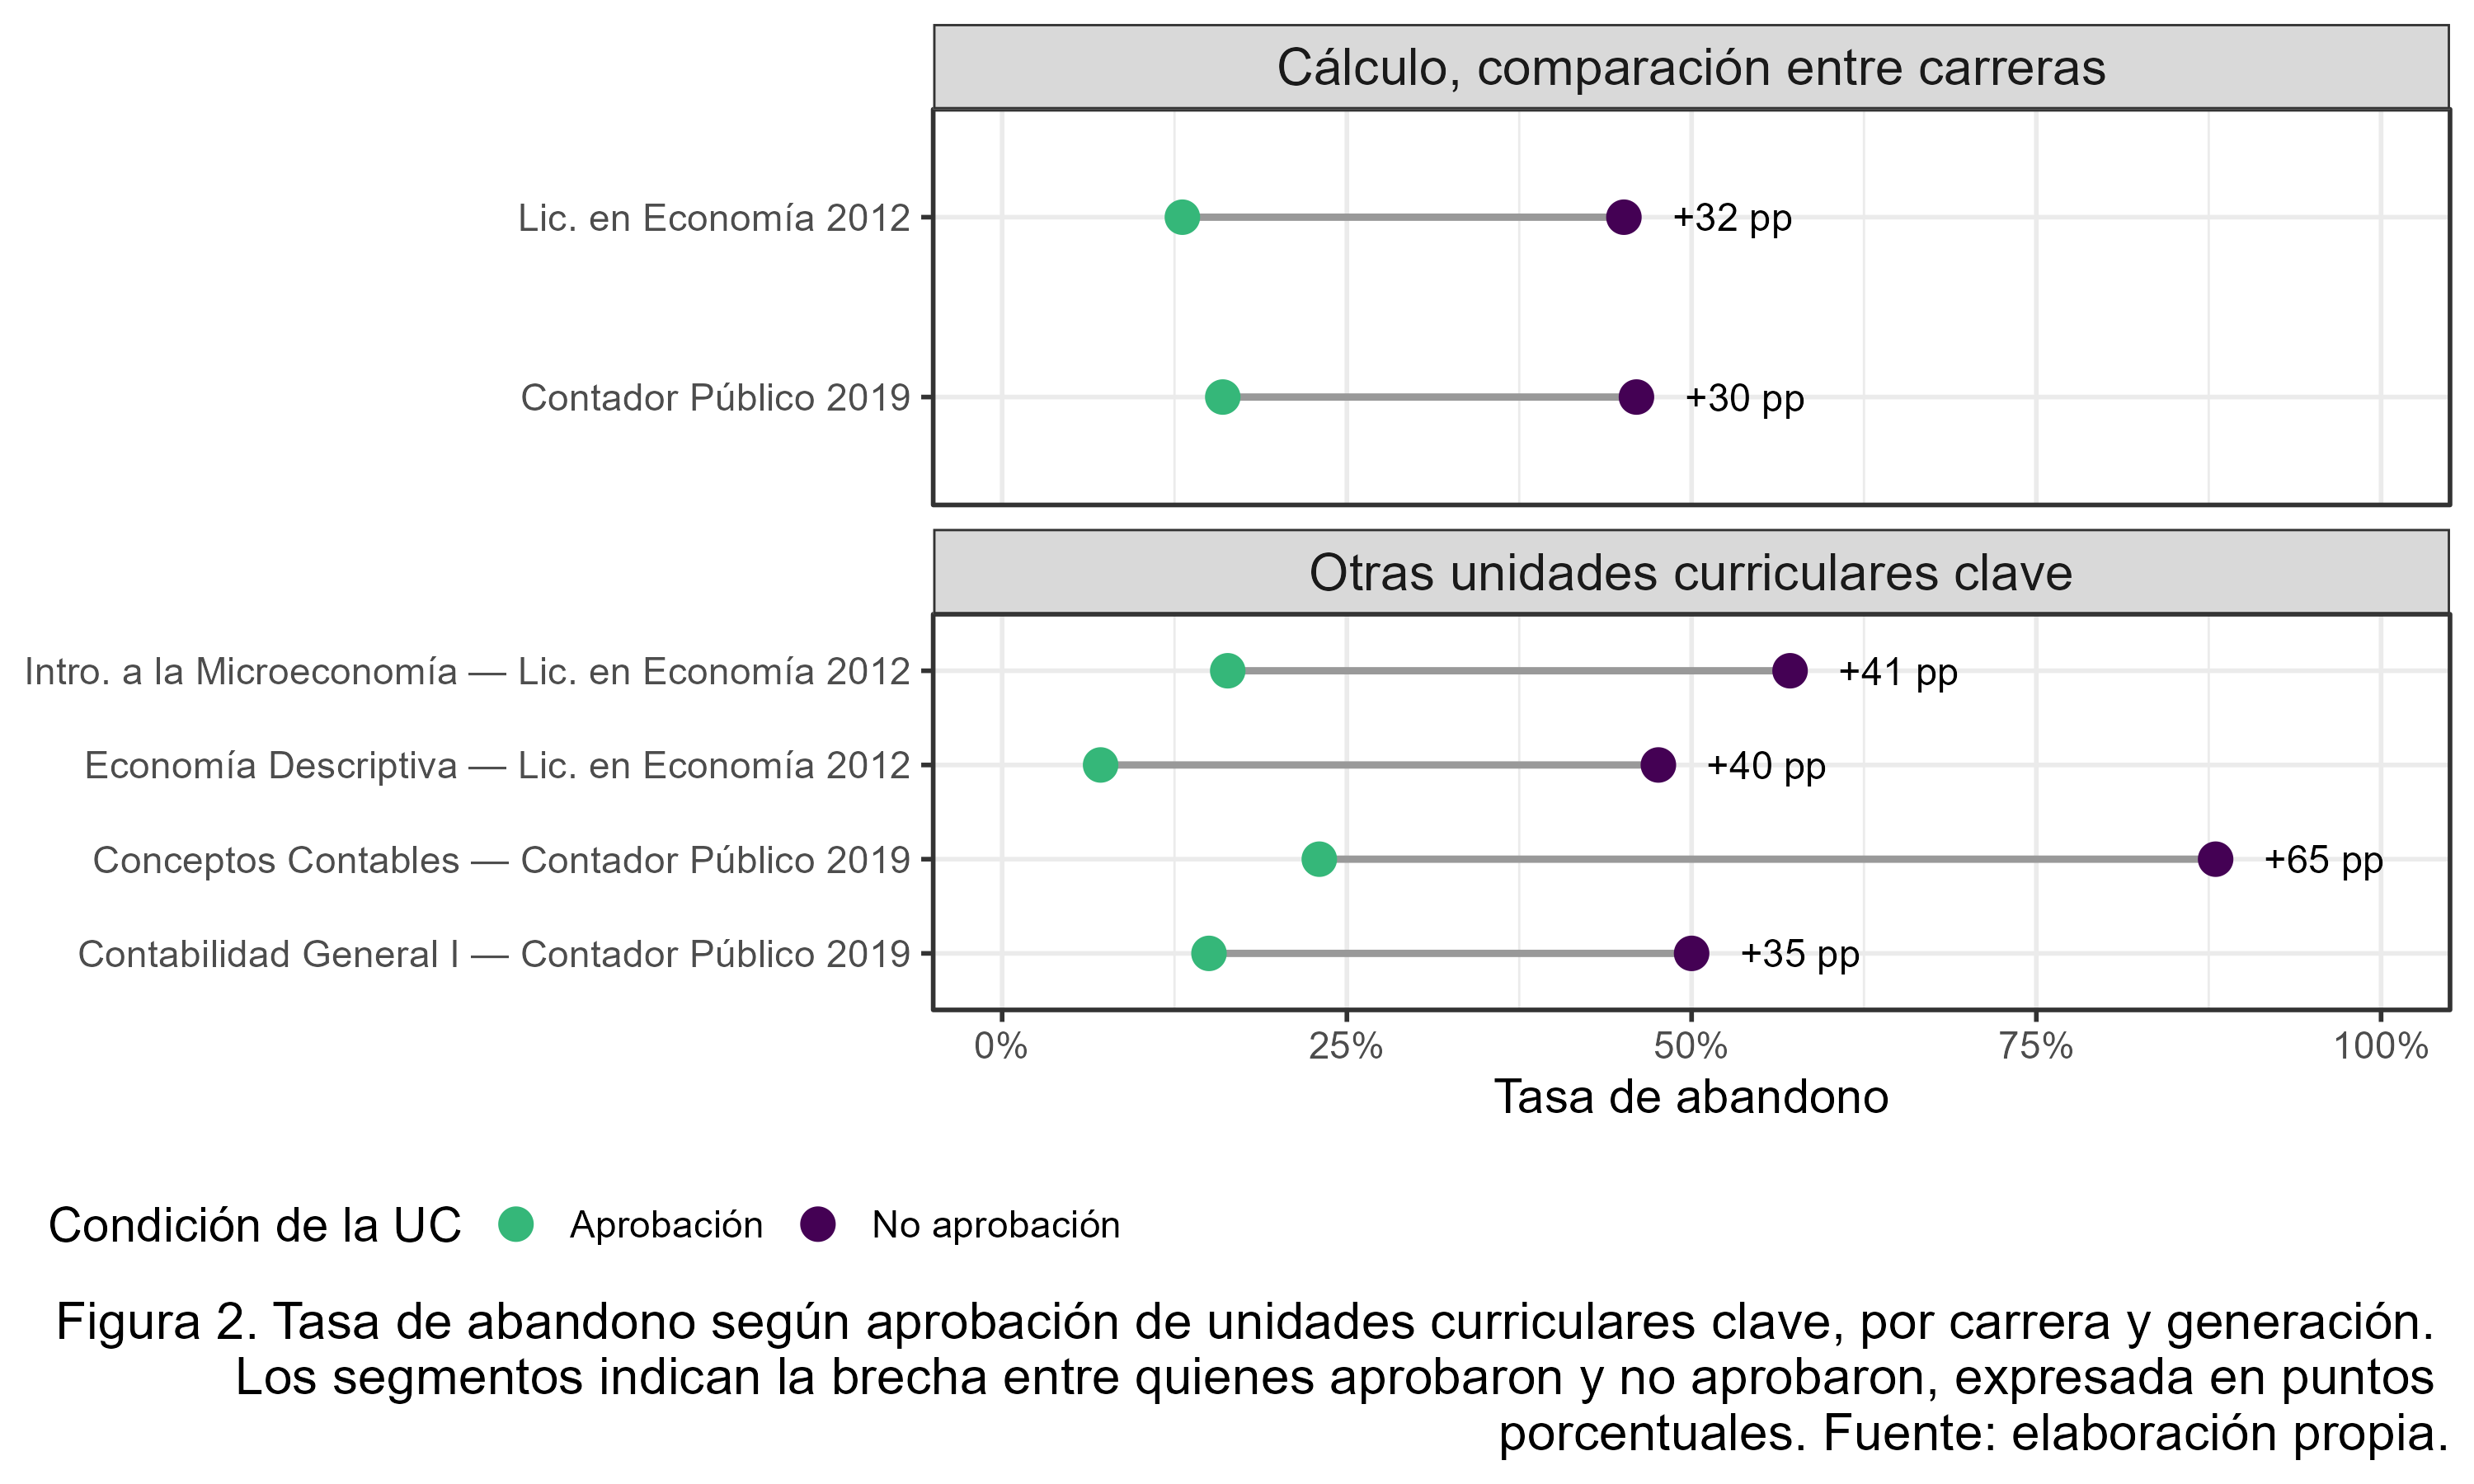 Cálculo, comparación entre carreras
Lic. en Economía 2012
+32 pp
Contador Público 2019
+30 pp
Otras unidades curriculares clave
Intro. a la Microeconomía — Lic. en Economía 2012
+41 pp
Economía Descriptiva — Lic. en Economía 2012
+40 pp
Conceptos Contables — Contador Público 2019
+65 pp
Contabilidad General I — Contador Público 2019
+35 pp
0% 25% 50% 75% 100%
Tasa de abandono
Condición de la UC Aprobación No aprobación
Figura 2. Tasa de abandono según aprobación de unidades curriculares clave, por carrera y generación.
Los segmentos indican la brecha entre quienes aprobaron y no aprobaron, expresada en puntos
porcentuales. Fuente: elaboración propia.